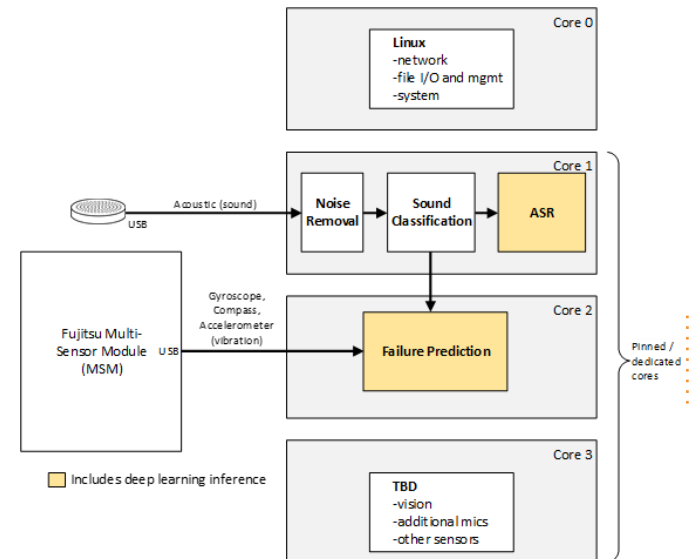 Core 0
Linux
-network
-file I/O and mgmt
-system
Core 1
Acoustic (sound)
USB
Noise
Removal
Sound
Classification
ASR
Gyroscope,
Compass,
Accelerometer
(vibration)
Fujitsu Multi-
Sensor Module
(MSM)
USB
Core 2
Failure Prediction
Pinned /
dedicated
cores
Core 3
Includes deep learning inference
TBD
-vision
-additional mics
-other sensors